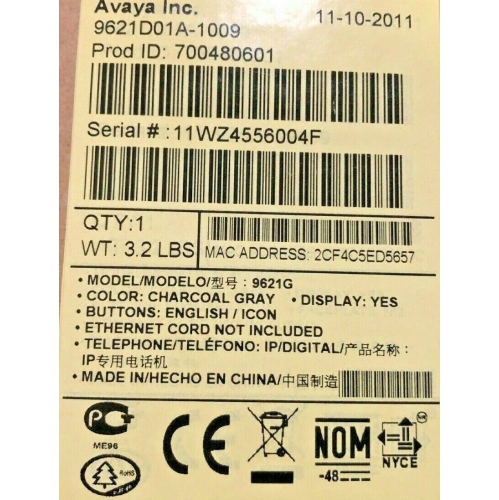 Avaya Inc.
11-10-2011
9621D01A-1009
Prod ID: 700480601
Serial # :11WZ4556004F
QTY:1
WT: 3.2 LBS
MAC ADDRESS: 2CF4C5ED5657
• MODEL/MODELO/型号: 9621G
• COLOR: CHARCOAL GRAY • DISPLAY: YES
• BUTTONS: ENGLISH / ICON
• ETHERNET CORD NOT INCLUDED
• TELEPHONE/TELÉFONO: IP/DIGITAL/产品名称:
IP专用电话机
• MADE IN/HECHO EN CHINA/中国制造
ME96
RoHS
CE
NOM
-48
NYCE